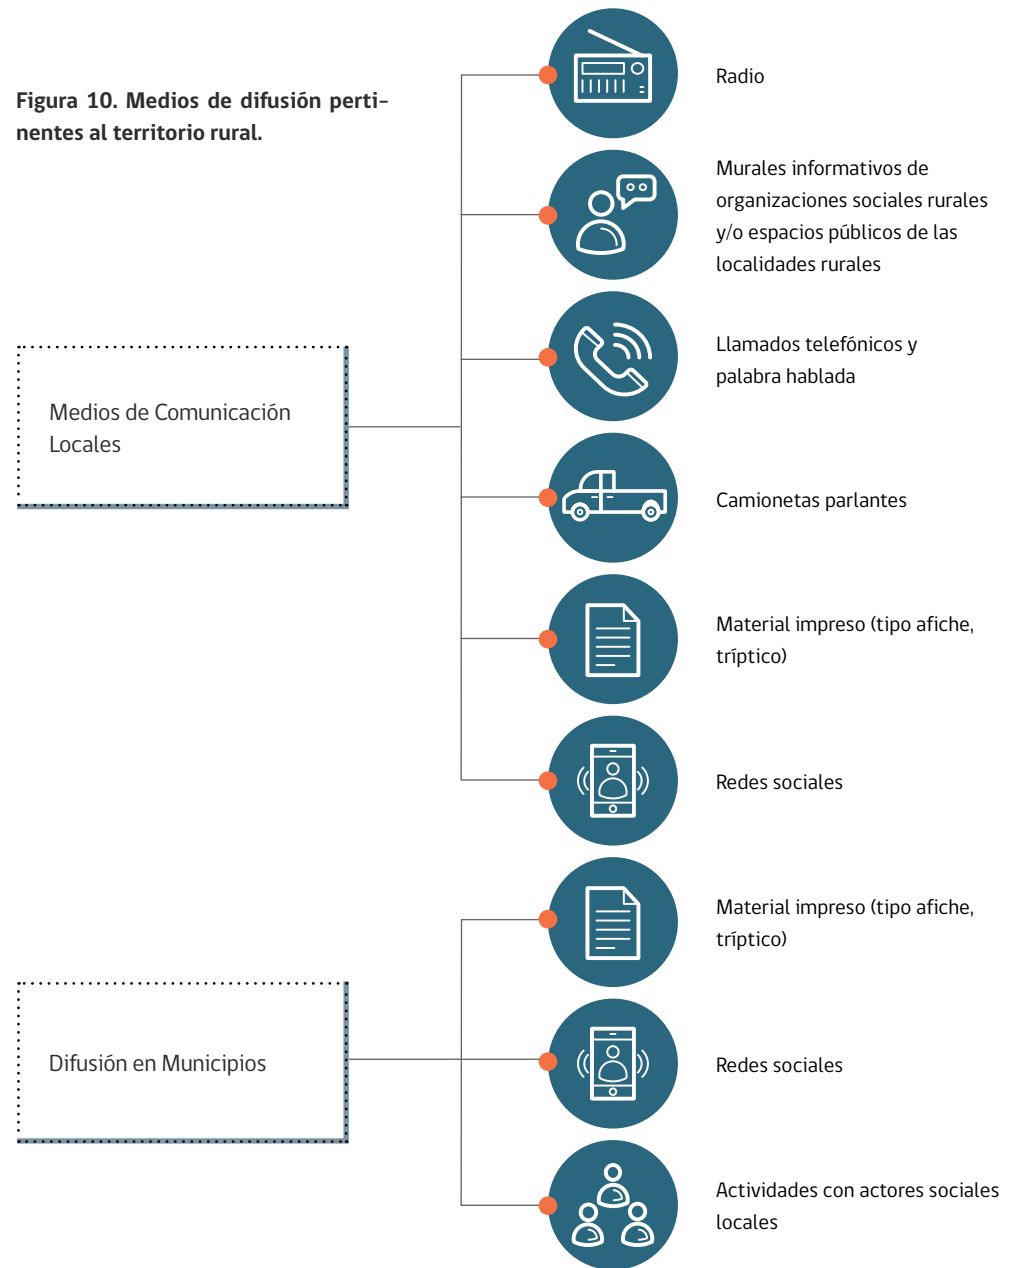 Figura 10. Medios de difusión perti-
nentes al territorio rural.
Medios de Comunicación
Locales
Radio
Murales informativos de
organizaciones sociales rurales
y/o espacios públicos de las
localidades rurales
Llamados telefónicos y
palabra hablada
Camionetas parlantes
Material impreso (tipo afiche,
tríptico)
Redes sociales
Difusión en Municipios
Material impreso (tipo afiche,
tríptico)
Redes sociales
Actividades con actores sociales
locales